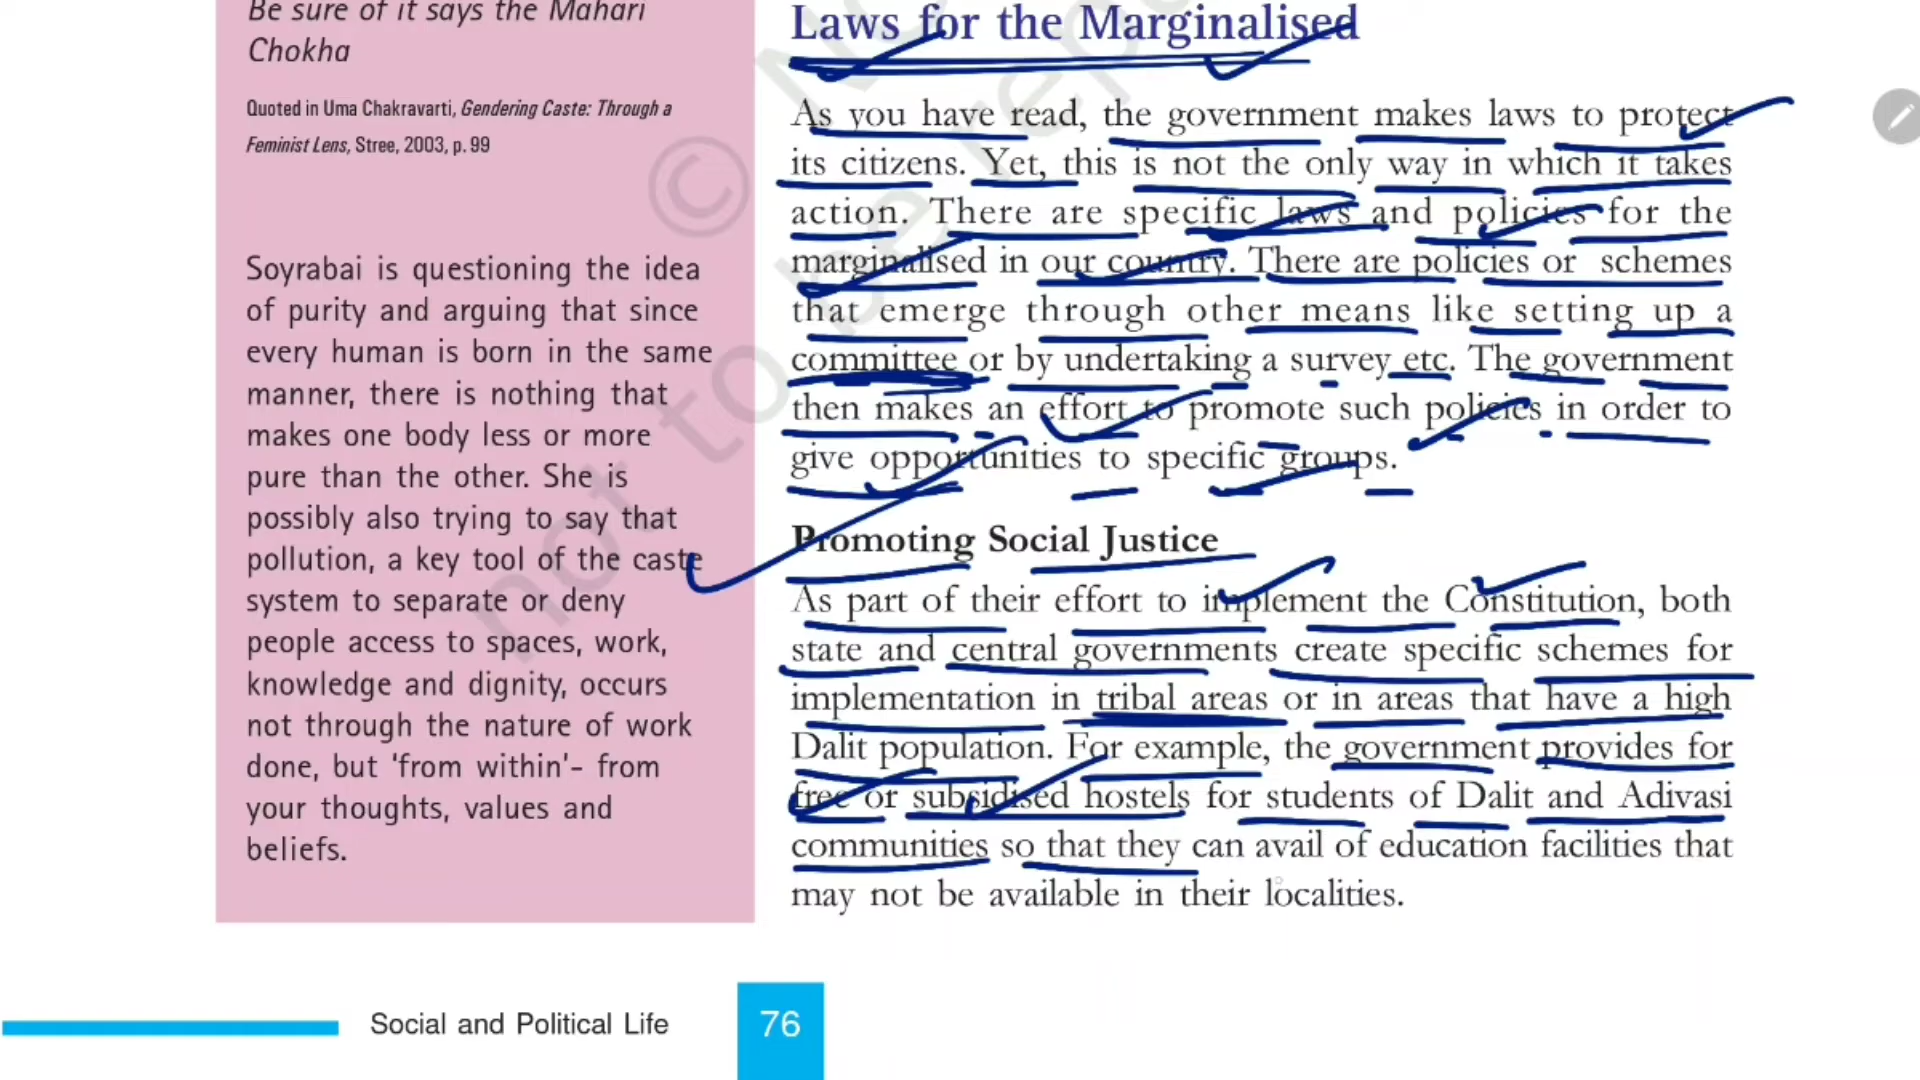 Be sure of it says the Mahari
Chokha
Quoted in Uma Chakravarti, Gendering Caste: Through a
Feminist Lens, Stree, 2003, p. 99
Soyrabai is questioning the idea
of purity and arguing that since
every human is born in the same
manner, there is nothing that
makes one body less or more
pure than the other. She is
possibly also trying to say that
pollution, a key tool of the caste
system to separate or deny
people access to spaces, work,
knowledge and dignity, occurs
not through the nature of work
done, but 'from within'- from
your thoughts, values and
beliefs.
Laws for the Marginalised
As you have read, the government makes laws to protect
its citizens. Yet, this is not the only way in which it takes
action. There are specific laws and policies for the
marginalised in our country. There are policies or schemes
that emerge through other means like setting up a
committee or by undertaking a survey etc. The government
then makes an effort to promote such policies in order to
give opportunities to specific groups.
Promoting Social Justice
As part of their effort to implement the Constitution, both
state and central governments create specific schemes for
implementation in tribal areas or in areas that have a high
Dalit population. For example, the government provides for
free or subsidised hostels for students of Dalit and Adivasi
communities so that they can avail of education facilities that
may not be available in their localities.
Social and Political Life
76
©
not to be